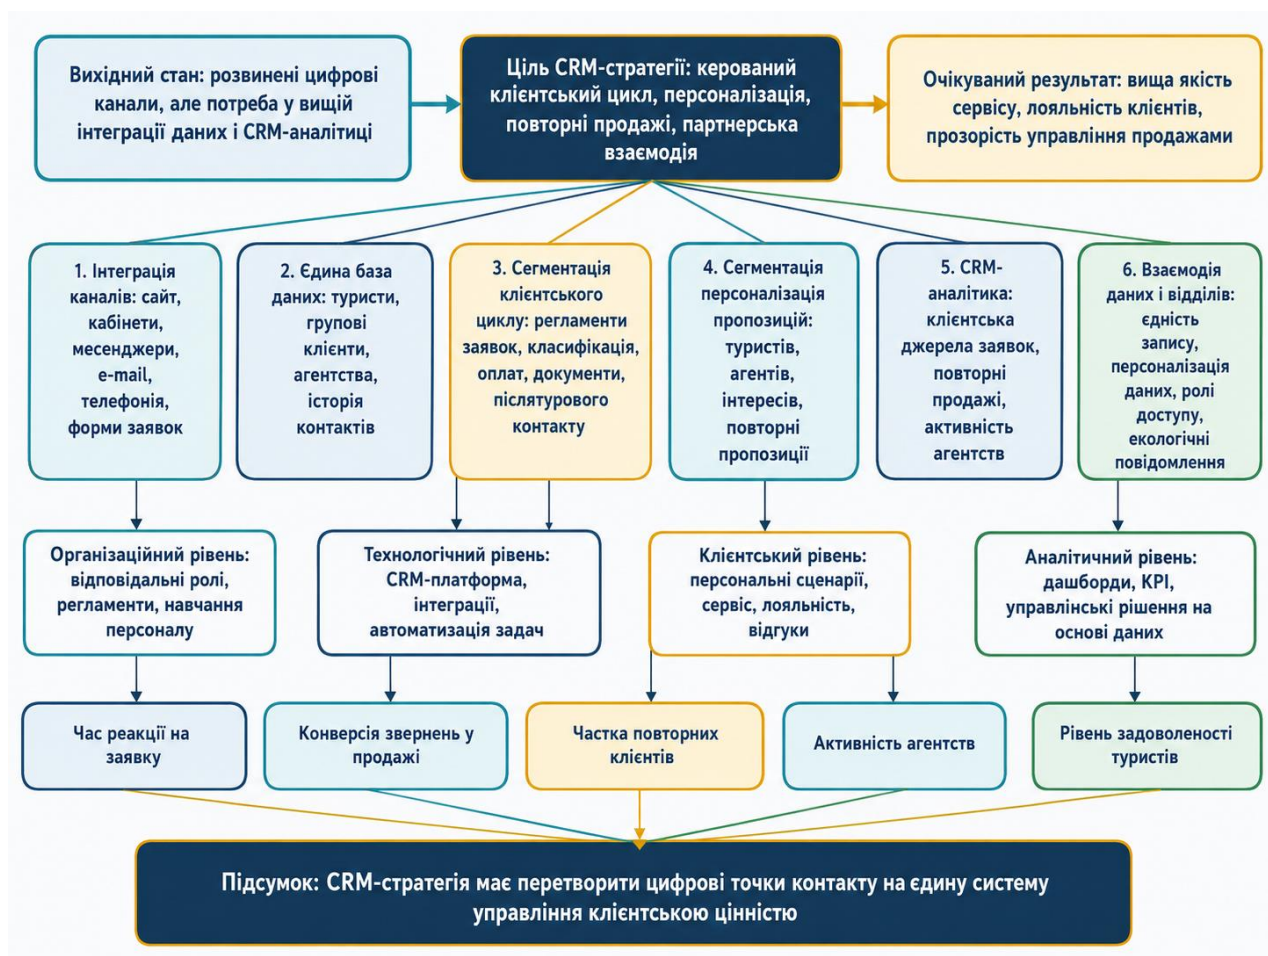 Вихідний стан: розвинені цифрові
канали, але потреба у вищій
інтеграції даних і CRM-аналітиці
Ціль CRM-стратегії: керований
клієнтський цикл, персоналізація,
повторні продажі, партнерська
взаємодія
Очікуваний результат: вища якість
сервісу, лояльність клієнтів,
прозорість управління продажами
1. Інтеграція
каналів: сайт,
кабінети,
месенджери,
e-mail,
телефонія,
форми заявок
2. Єдина база
даних: туристи,
групові
клієнти,
агентства,
історія
контактів
3. Сегментація
клієнтського
циклу: регламенти
заявок, класифікація,
оплат, документи,
післятурового
контакту
4. Сегментація
персоналізація
пропозицій:
туристів,
агентів,
інтересів,
повторні
пропозиції
5. CRM-
аналітика:
клієнтська
джерела заявок,
повторні
продажі,
активність
агентств
6. Взаємодія
даних і відділів:
єдність
запису,
персоналізація
даних, ролі
доступу,
екологічні
повідомлення
Організаційний рівень:
відповідальні ролі,
регламенти, навчання
персоналу
Технологічний рівень:
CRM-платформа,
інтеграції,
автоматизація задач
Клієнтський рівень:
персональні сценарії,
сервіс, лояльність,
відгуки
Аналітичний рівень:
дашборди, KPI,
управлінські рішення на
основі даних
Час реакції на
заявку
Конверсія звернень у
продажі
Частка повторних
клієнтів
Активність агентств
Рівень задоволеності
туристів
Підсумок: CRM-стратегія має перетворити цифрові точки контакту на єдину систему
управління клієнтською цінністю